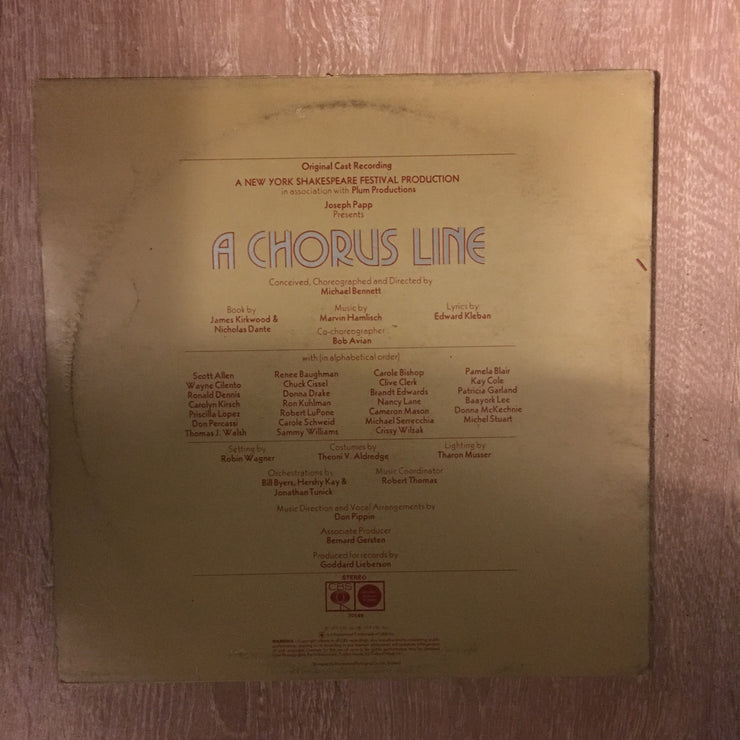 Original Cast Recording
A NEW YORK SHAKESPEARE FESTIVAL PRODUCTION
in association with Plum Productions
Joseph Papp
Presents
A CHORUS LINE
Conceived, Choreographed and Directed by
Michael Bennett
Book by
James Kirkwood &
Nicholas Dante
Music by
Marvin Hamlisch
Lyrics by
Edward Kleban
Co-choreographer
Bob Avian
with (in alphabetical order)
Scott Allen
Wayne Cilento
Ronald Dennis
Carolyn Kirsch
Priscilla Lopez
Don Percassi
Thomas J. Walsh
Renee Baughman
Chuck Cissel
Donna Drake
Ron Kuhlman
Robert LuPone
Carole Schweid
Sammy Williams
Carole Bishop
Clive Clerk
Brandt Edwards
Nancy Lane
Cameron Mason
Michael Serrecchia
Crissy Wilzak
Pamela Blair
Kay Cole
Patricia Garland
Baayork Lee
Donna McKechnie
Michel Stuart
Setting by
Robin Wagner
Costumes by
Theoni V. Aldredge
Lighting by
Tharon Musser
Orchestrations by
Bill Byers, Hershy Kay &
Jonathan Tunick
Music Coordinator
Robert Thomas
Music Direction and Vocal Arrangements by
Don Pippin
Associate Producer
Bernard Gersten
Produced for records by
Goddard Lieberson
STEREO
CBS